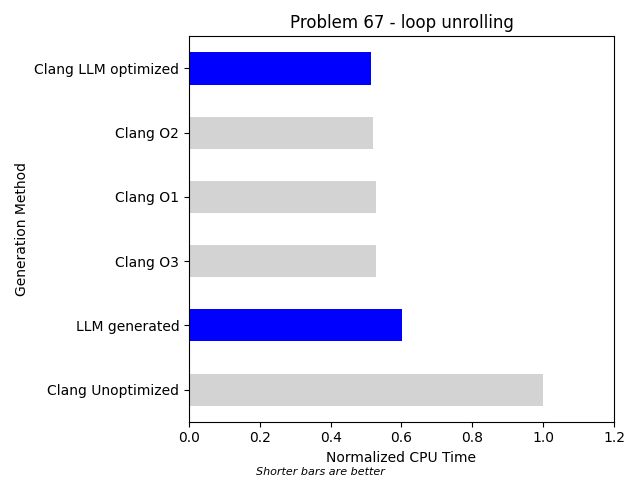 Problem 67 - loop unrolling
Generation Method
Clang LLM optimized
Clang O2
Clang O1
Clang O3
LLM generated
Clang Unoptimized
0.0 0.2 0.4 0.6 0.8 1.0 1.2
Normalized CPU Time
Shorter bars are better